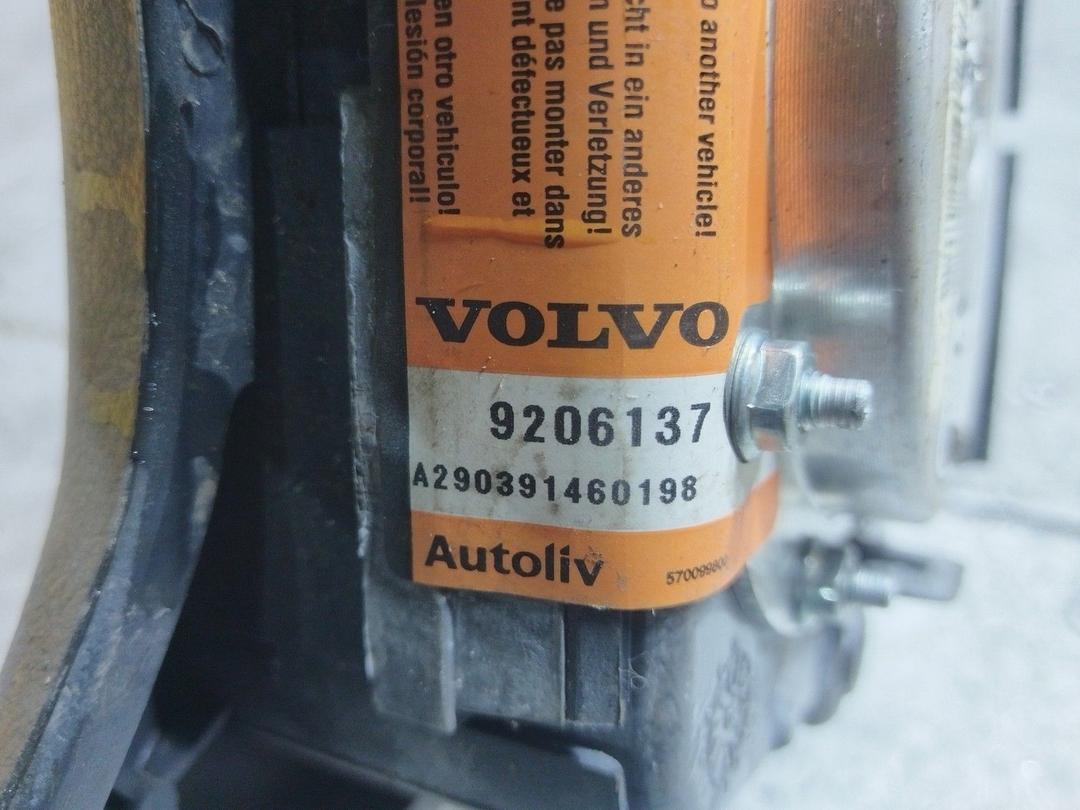 o another vehicle!
cht in ein anderes
n und Verletzung!
e pas monter dans
nt défectueux et
en otro vehiculo!
lesión corporal!
VOLVO
9206137
A290391460198
Autoliv